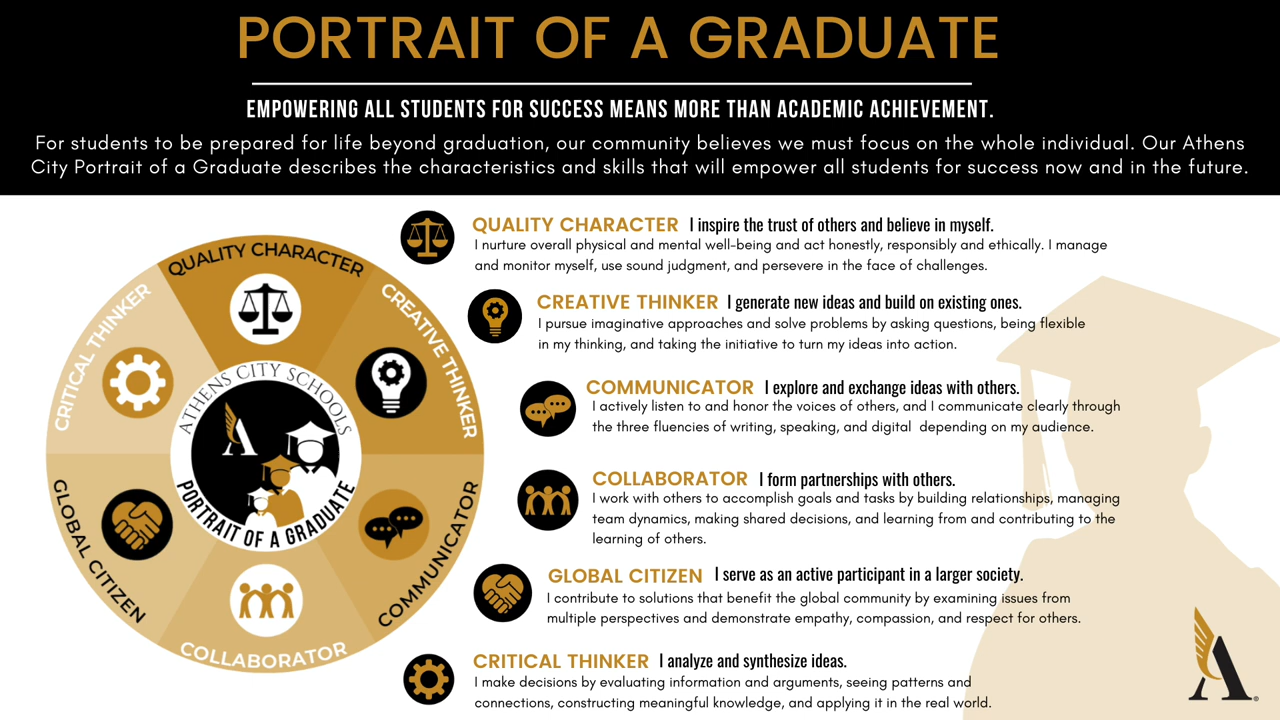 PORTRAIT OF A GRADUATE
EMPOWERING ALL STUDENTS FOR SUCCESS MEANS MORE THAN ACADEMIC ACHIEVEMENT.
For students to be prepared for life beyond graduation, our community believes we must focus on the whole individual. Our Athens
City Portrait of a Graduate describes the characteristics and skills that will empower all students for success now and in the future.
QUALITY CHARACTER
CREATIVE THINKER
COMMUNICATOR
COLLABORATOR
GLOBAL CITIZEN
CRITICAL THINKER
ATHENS CITY SCHOOLS
A
PORTRAIT OF A GRADUATE
QUALITY CHARACTER I inspire the trust of others and believe in myself.
I nurture overall physical and mental well-being and act honestly, responsibly and ethically. I manage
and monitor myself, use sound judgment, and persevere in the face of challenges.
CREATIVE THINKER I generate new ideas and build on existing ones.
I pursue imaginative approaches and solve problems by asking questions, being flexible
in my thinking, and taking the initiative to turn my ideas into action.
COMMUNICATOR I explore and exchange ideas with others.
I actively listen to and honor the voices of others, and I communicate clearly through
the three fluencies of writing, speaking, and digital depending on my audience.
COLLABORATOR I form partnerships with others.
I work with others to accomplish goals and tasks by building relationships, managing
team dynamics, making shared decisions, and learning from and contributing to the
learning of others.
GLOBAL CITIZEN I serve as an active participant in a larger society.
I contribute to solutions that benefit the global community by examining issues from
multiple perspectives and demonstrate empathy, compassion, and respect for others.
CRITICAL THINKER I analyze and synthesize ideas.
I make decisions by evaluating information and arguments, seeing patterns and
connections, constructing meaningful knowledge, and applying it in the real world.
A®